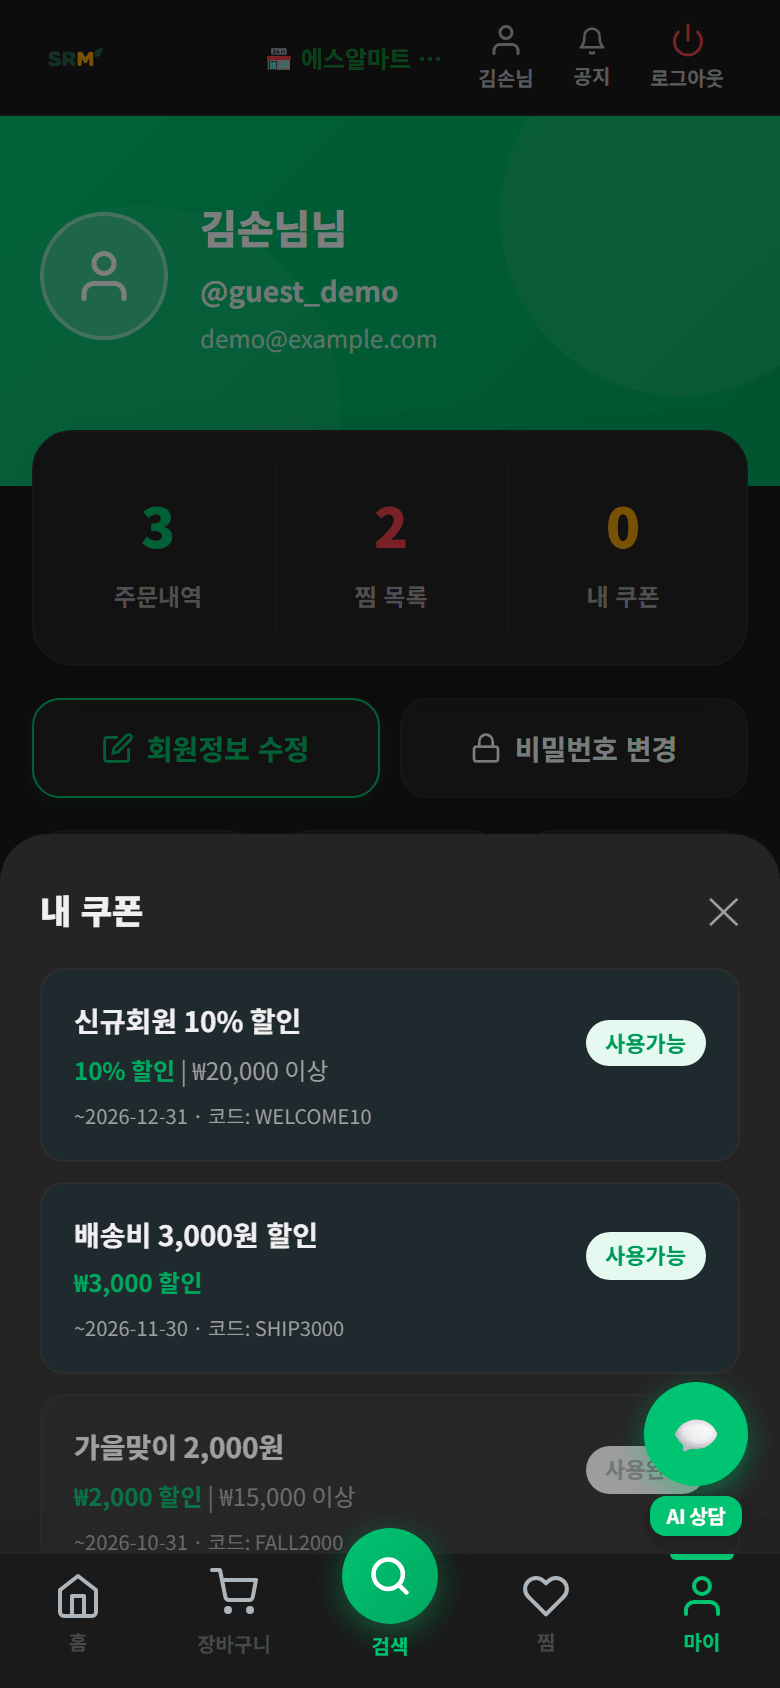 SRM
24H
에스알마트 ···
김손님
공지
로그아웃
김손님님
@guest_demo
demo@example.com
3
2
0
주문내역
찜 목록
내 쿠폰
회원정보 수정
비밀번호 변경
내 쿠폰
신규회원 10% 할인
사용가능
10% 할인 | ₩20,000 이상
~2026-12-31 · 코드: WELCOME10
배송비 3,000원 할인
사용가능
₩3,000 할인
~2026-11-30 · 코드: SHIP3000
가을맞이 2,000원
₩2,000 할인 | ₩15,000 이상
~2026-10-31 · 코드: FALL2000
AI 상담
홈
장바구니
검색
찜
마이